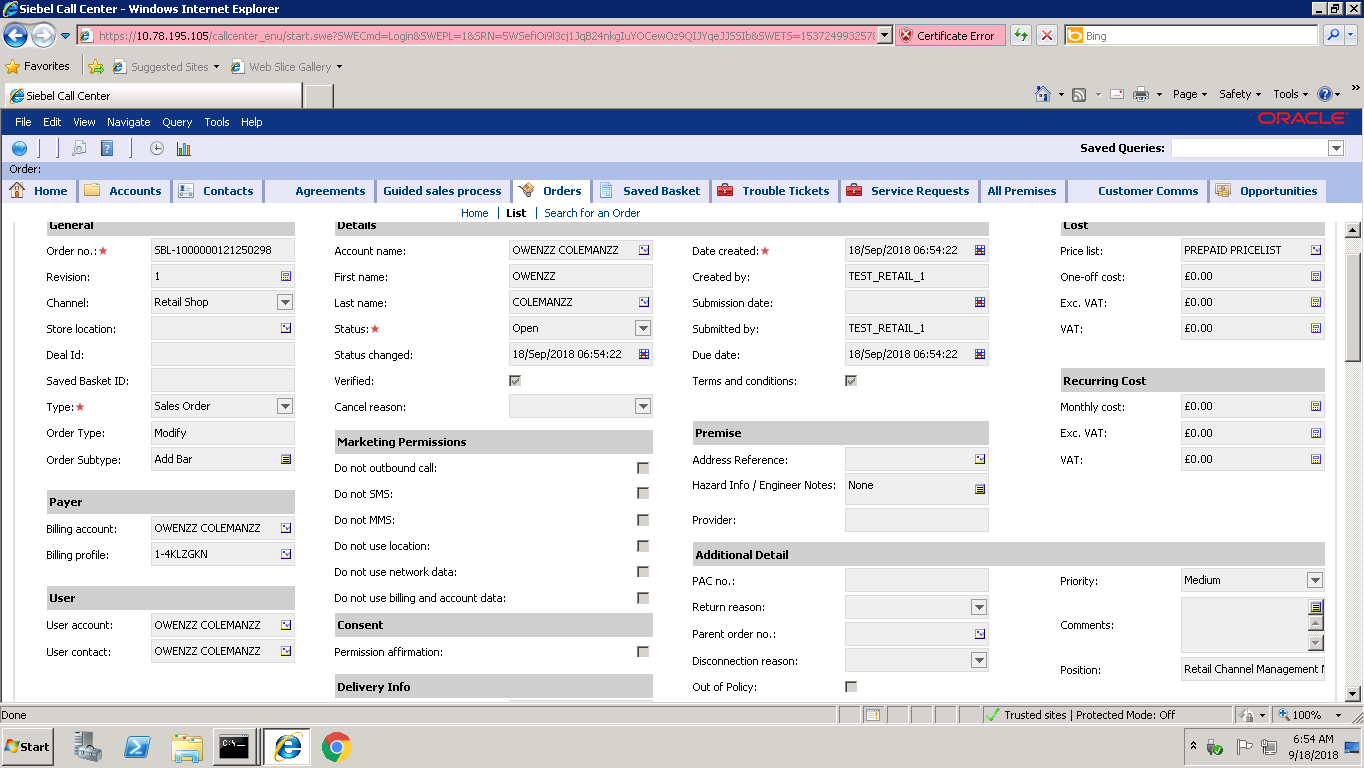 Siebel Call Center - Windows Internet Explorer
https://10.78.195.105/callcenter_enu/start.swe?SWECmd=Login&SWEPL=1&SRN= Certificate Error Bing
Favorites Suggested Sites Web Slice Gallery
Siebel Call Center Page Safety Tools
File Edit View Navigate Query Tools Help ORACLE
Saved Queries:
Order:
Home Accounts Contacts Agreements Guided sales process Orders Saved Basket Trouble Tickets Service Requests All Premises Customer Comms Opportunities
Home List Search for an Order
General
Order no.:★ SBL-1000000121250298
Revision: 1
Channel: Retail Shop
Store location:
Deal Id:
Saved Basket ID:
Type:★ Sales Order
Order Type: Modify
Order Subtype: Add Bar
Payer
Billing account: OWENZZ COLEMANZZ
Billing profile: 1-4KLZGKN
User
User account: OWENZZ COLEMANZZ
User contact: OWENZZ COLEMANZZ
Details
Account name: OWENZZ COLEMANZZ
First name: OWENZZ
Last name: COLEMANZZ
Status:★ Open
Status changed: 18/Sep/2018 06:54:22
Verified:
Cancel reason:
Marketing Permissions
Do not outbound call:
Do not SMS:
Do not MMS:
Do not use location:
Do not use network data:
Do not use billing and account data:
Consent
Permission affirmation:
Delivery Info
Date created:★ 18/Sep/2018 06:54:22
Created by: TEST_RETAIL_1
Submission date:
Submitted by: TEST_RETAIL_1
Due date: 18/Sep/2018 06:54:22
Terms and conditions:
Premise
Address Reference:
Hazard Info / Engineer Notes: None
Provider:
Additional Detail
PAC no.:
Return reason:
Parent order no.:
Disconnection reason:
Out of Policy:
Cost
Price list: PREPAID PRICELIST
One-off cost: £0.00
Exc. VAT: £0.00
VAT: £0.00
Recurring Cost
Monthly cost: £0.00
Exc. VAT: £0.00
VAT: £0.00
Priority: Medium
Comments:
Position: Retail Channel Management
Done Trusted sites | Protected Mode: Off 100%
Start 6:54 AM
9/18/2018